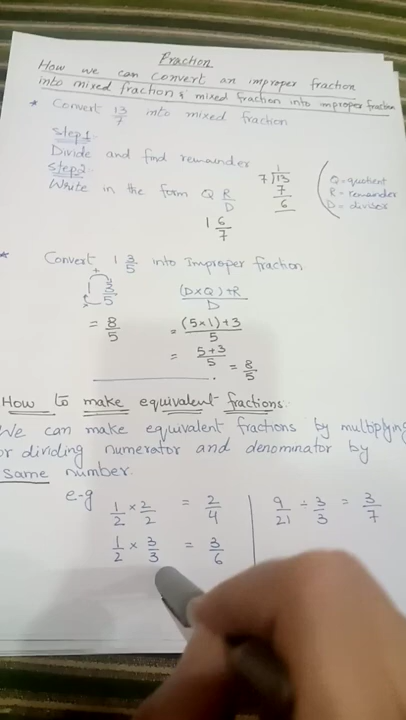 Fraction
How we can convert an improper fraction
into mixed fraction & mixed fraction into improper fraction
* Convert 13/7 into mixed fraction
Step1
Divide and find remainder
Step2
Write in the form Q R/D
1 6/7
1
7 13
7
6
Q = quotient
R = remainder
D = divisor
* Convert 1 3/5 into Improper fraction
+
1 3/5
x
= 8/5
(D×Q)+R/D
= (5×1)+3/5
= 5+3/5 = 8/5
How to make equivalent fractions
We can make equivalent fractions by multiplying
or dividing numerator and denominator by
same number.
e-g 1/2 × 2/2 = 2/4
1/2 × 3/3 = 3/6
9/21 ÷ 3/3 = 3/7